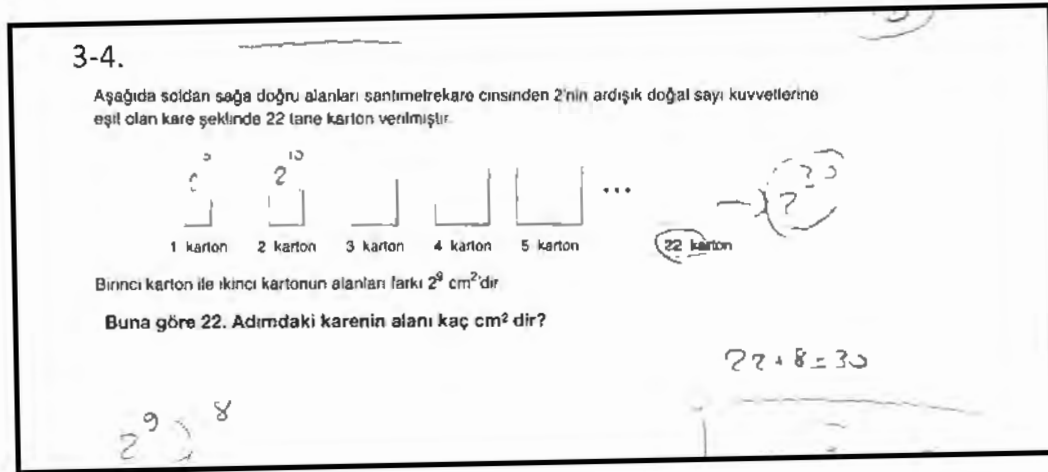 3-4.
Aşağıda soldan sağa doğru alanları santimetrekare cinsinden 2'nin ardışık doğal sayı kuvvetlerine
eşit olan kare şeklinde 22 tane karton verilmiştir.
2¹⁰
...
2³⁰
1 karton 2 karton 3 karton 4 karton 5 karton 22 karton
Birinci karton ile ikinci kartonun alanları farkı 2⁹ cm²'dir
Buna göre 22. Adımdaki karenin alanı kaç cm² dir?
22+8=30
2⁹ 8